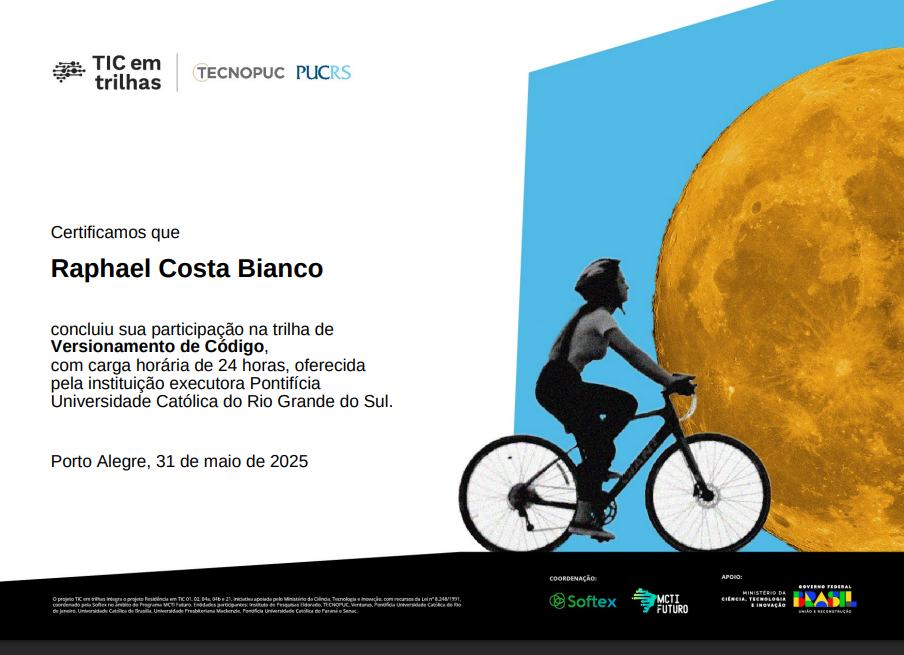 TIC em
trilhas
TECNOPUC PUCRS
Certificamos que
Raphael Costa Bianco
concluiu sua participação na trilha de
Versionamento de Código,
com carga horária de 24 horas, oferecida
pela instituição executora Pontifícia
Universidade Católica do Rio Grande do Sul.
Porto Alegre, 31 de maio de 2025
O projeto TIC em trilhas integra o projeto Residência em TIC 01, 02, 04a, 04b e 21, iniciativa apoiada pelo Ministério da Ciência, Tecnologia e Inovação, com recursos da Lei nº 8.248/1991,
coordenado pela Softex no âmbito do Programa MCTI Futuro. Entidades participantes: Instituto de Pesquisas Eldorado, TECNOPUC, Venturus, Pontifícia Universidade Católica do Rio
de Janeiro, Universidade Católica de Brasília, Universidade Presbiteriana Mackenzie, Pontifícia Universidade Católica do Paraná e Senac.
COORDENAÇÃO:
Softex
MCTI
FUTURO
APOIO:
MINISTÉRIO DA
CIÊNCIA, TECNOLOGIA
E INOVAÇÃO
GOVERNO FEDERAL
BRASIL
UNIÃO E RECONSTRUÇÃO